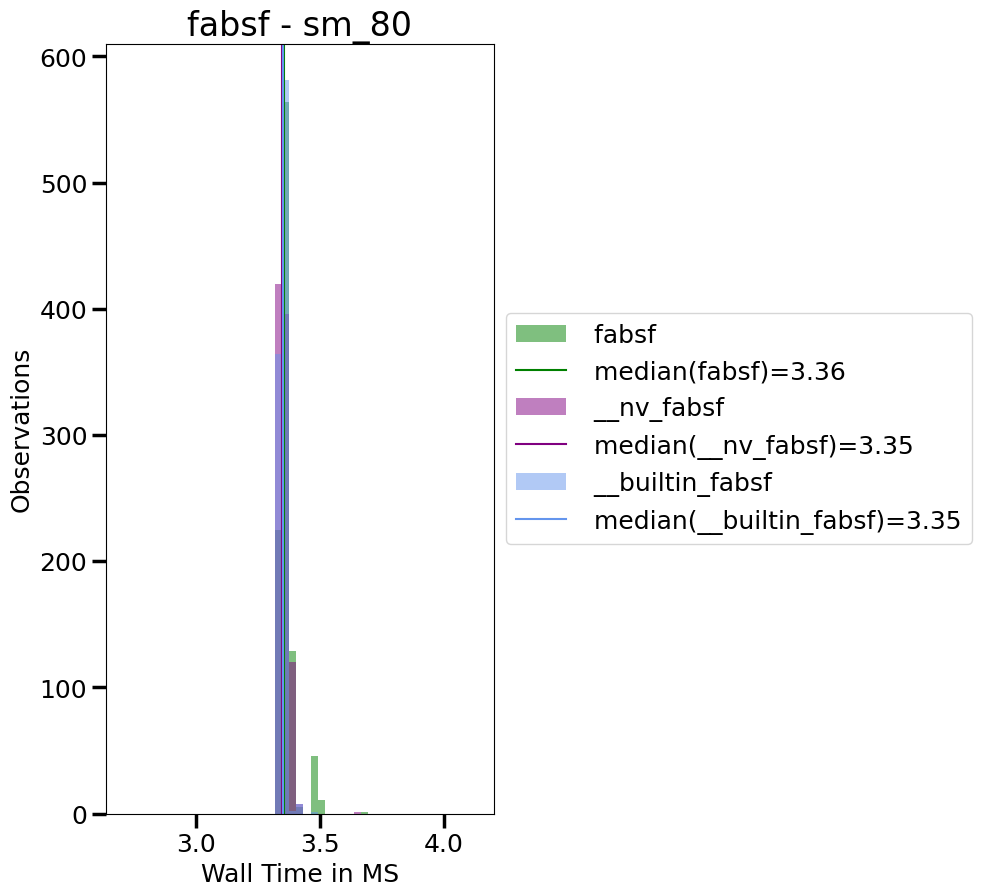 fabsf - sm_80
600
500
400
300
200
100
0
Observations
3.0 3.5 4.0
Wall Time in MS
fabsf
median(fabsf)=3.36
__nv_fabsf
median(__nv_fabsf)=3.35
__builtin_fabsf
median(__builtin_fabsf)=3.35